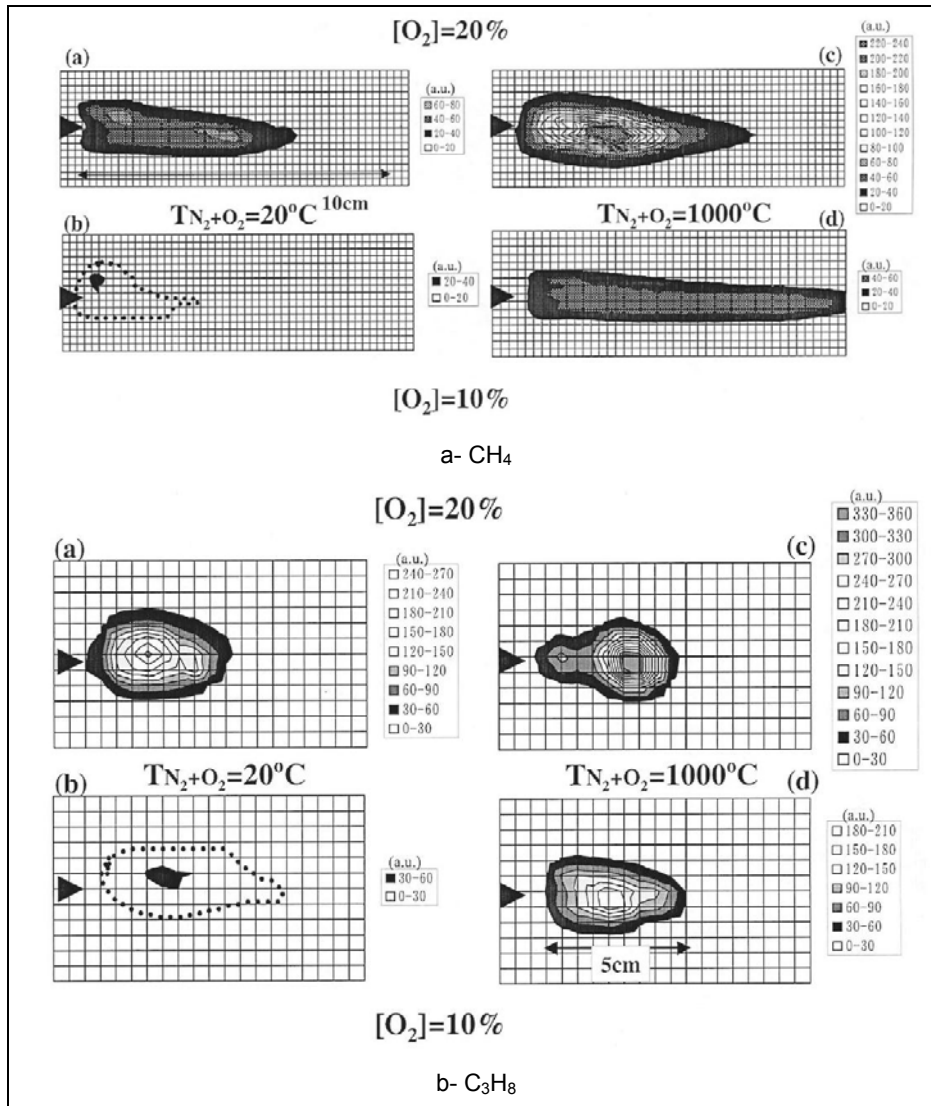 [O₂]=20%
(a)
(c)
(a.u.)
60-80
40-60
20-40
0-20
(a.u.)
220-240
200-220
180-200
160-180
140-160
120-140
100-120
80-100
60-80
40-60
20-40
0-20
TN₂+O₂=20°C
10cm
TN₂+O₂=1000°C
(b)
(d)
(a.u.)
20-40
0-20
(a.u.)
40-60
20-40
0-20
[O₂]=10%
a- CH₄
[O₂]=20%
(a)
(c)
(a.u.)
240-270
210-240
180-210
150-180
120-150
90-120
60-90
30-60
0-30
(a.u.)
330-360
300-330
270-300
240-270
210-240
180-210
150-180
120-150
90-120
60-90
30-60
0-30
TN₂+O₂=20°C
TN₂+O₂=1000°C
(b)
(d)
(a.u.)
30-60
0-30
(a.u.)
180-210
150-180
120-150
90-120
60-90
30-60
0-30
5cm
[O₂]=10%
b- C₃H₈